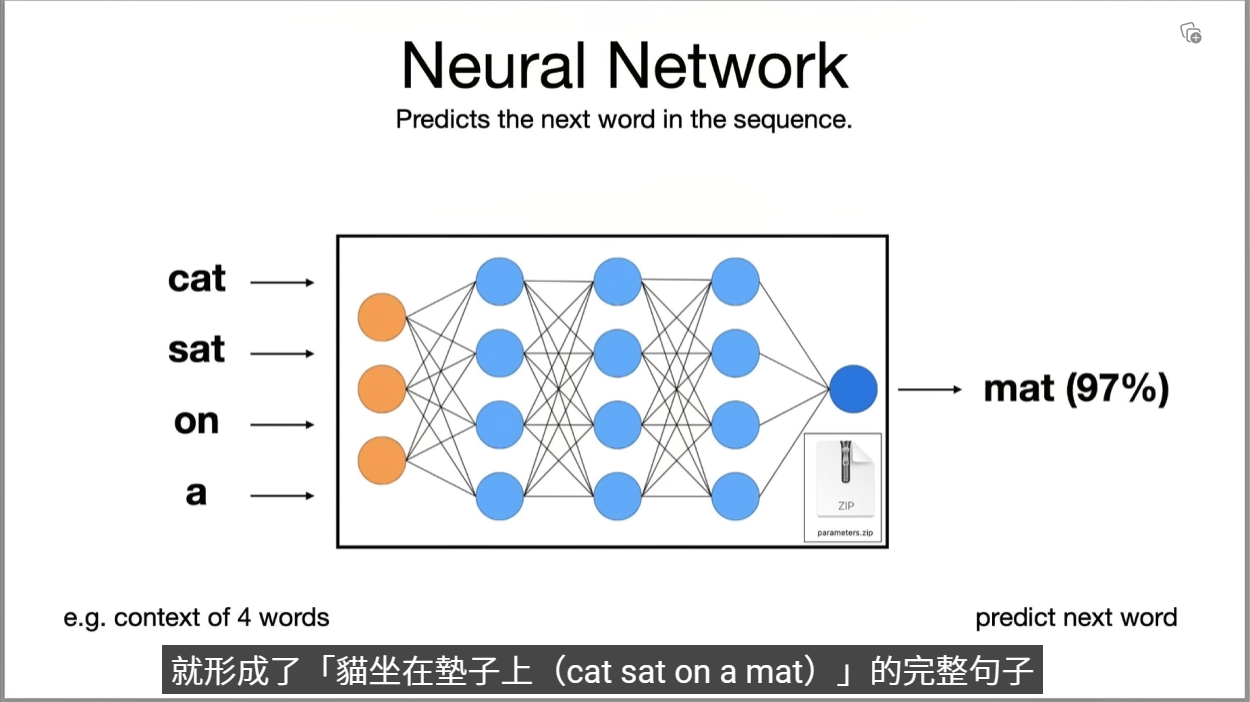 Neural Network
Predicts the next word in the sequence.
cat
sat
on
a
mat (97%)
ZIP
parameters.zip
e.g. context of 4 words
predict next word
就形成了「貓坐在墊子上（cat sat on a mat）」的完整句子